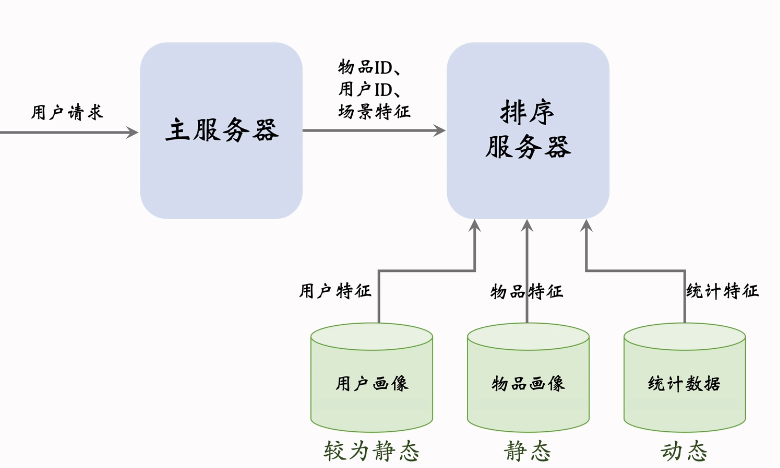 用户请求
主服务器
物品ID、
用户ID、
场景特征
排序
服务器
用户特征
物品特征
统计特征
用户画像
物品画像
统计数据
较为静态
静态
动态